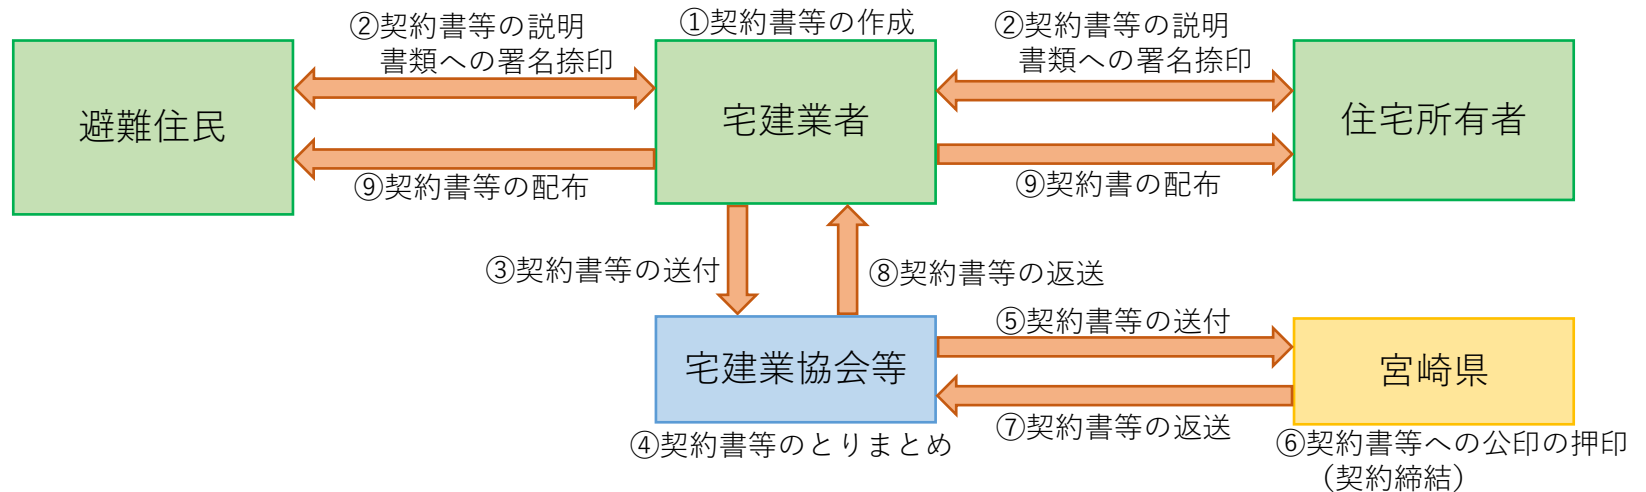 ②契約書等の説明
書類への署名捺印
①契約書等の作成
②契約書等の説明
書類への署名捺印
避難住民
宅建業者
住宅所有者
⑨契約書等の配布
⑨契約書の配布
③契約書等の送付
⑧契約書等の返送
⑤契約書等の送付
宅建業協会等
宮崎県
⑦契約書等の返送
④契約書等のとりまとめ
⑥契約書等への公印の押印
(契約締結)